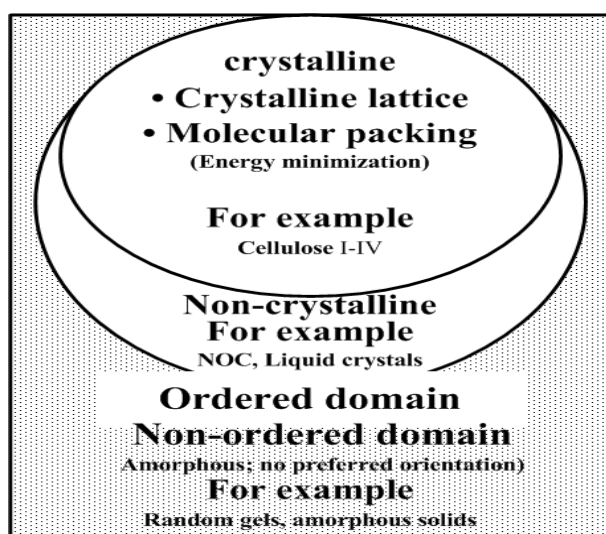 crystalline
• Crystalline lattice
• Molecular packing
(Energy minimization)
For example
Cellulose I-IV
Non-crystalline
For example
NOC, Liquid crystals
Ordered domain
Non-ordered domain
Amorphous; no preferred orientation)
For example
Random gels, amorphous solids